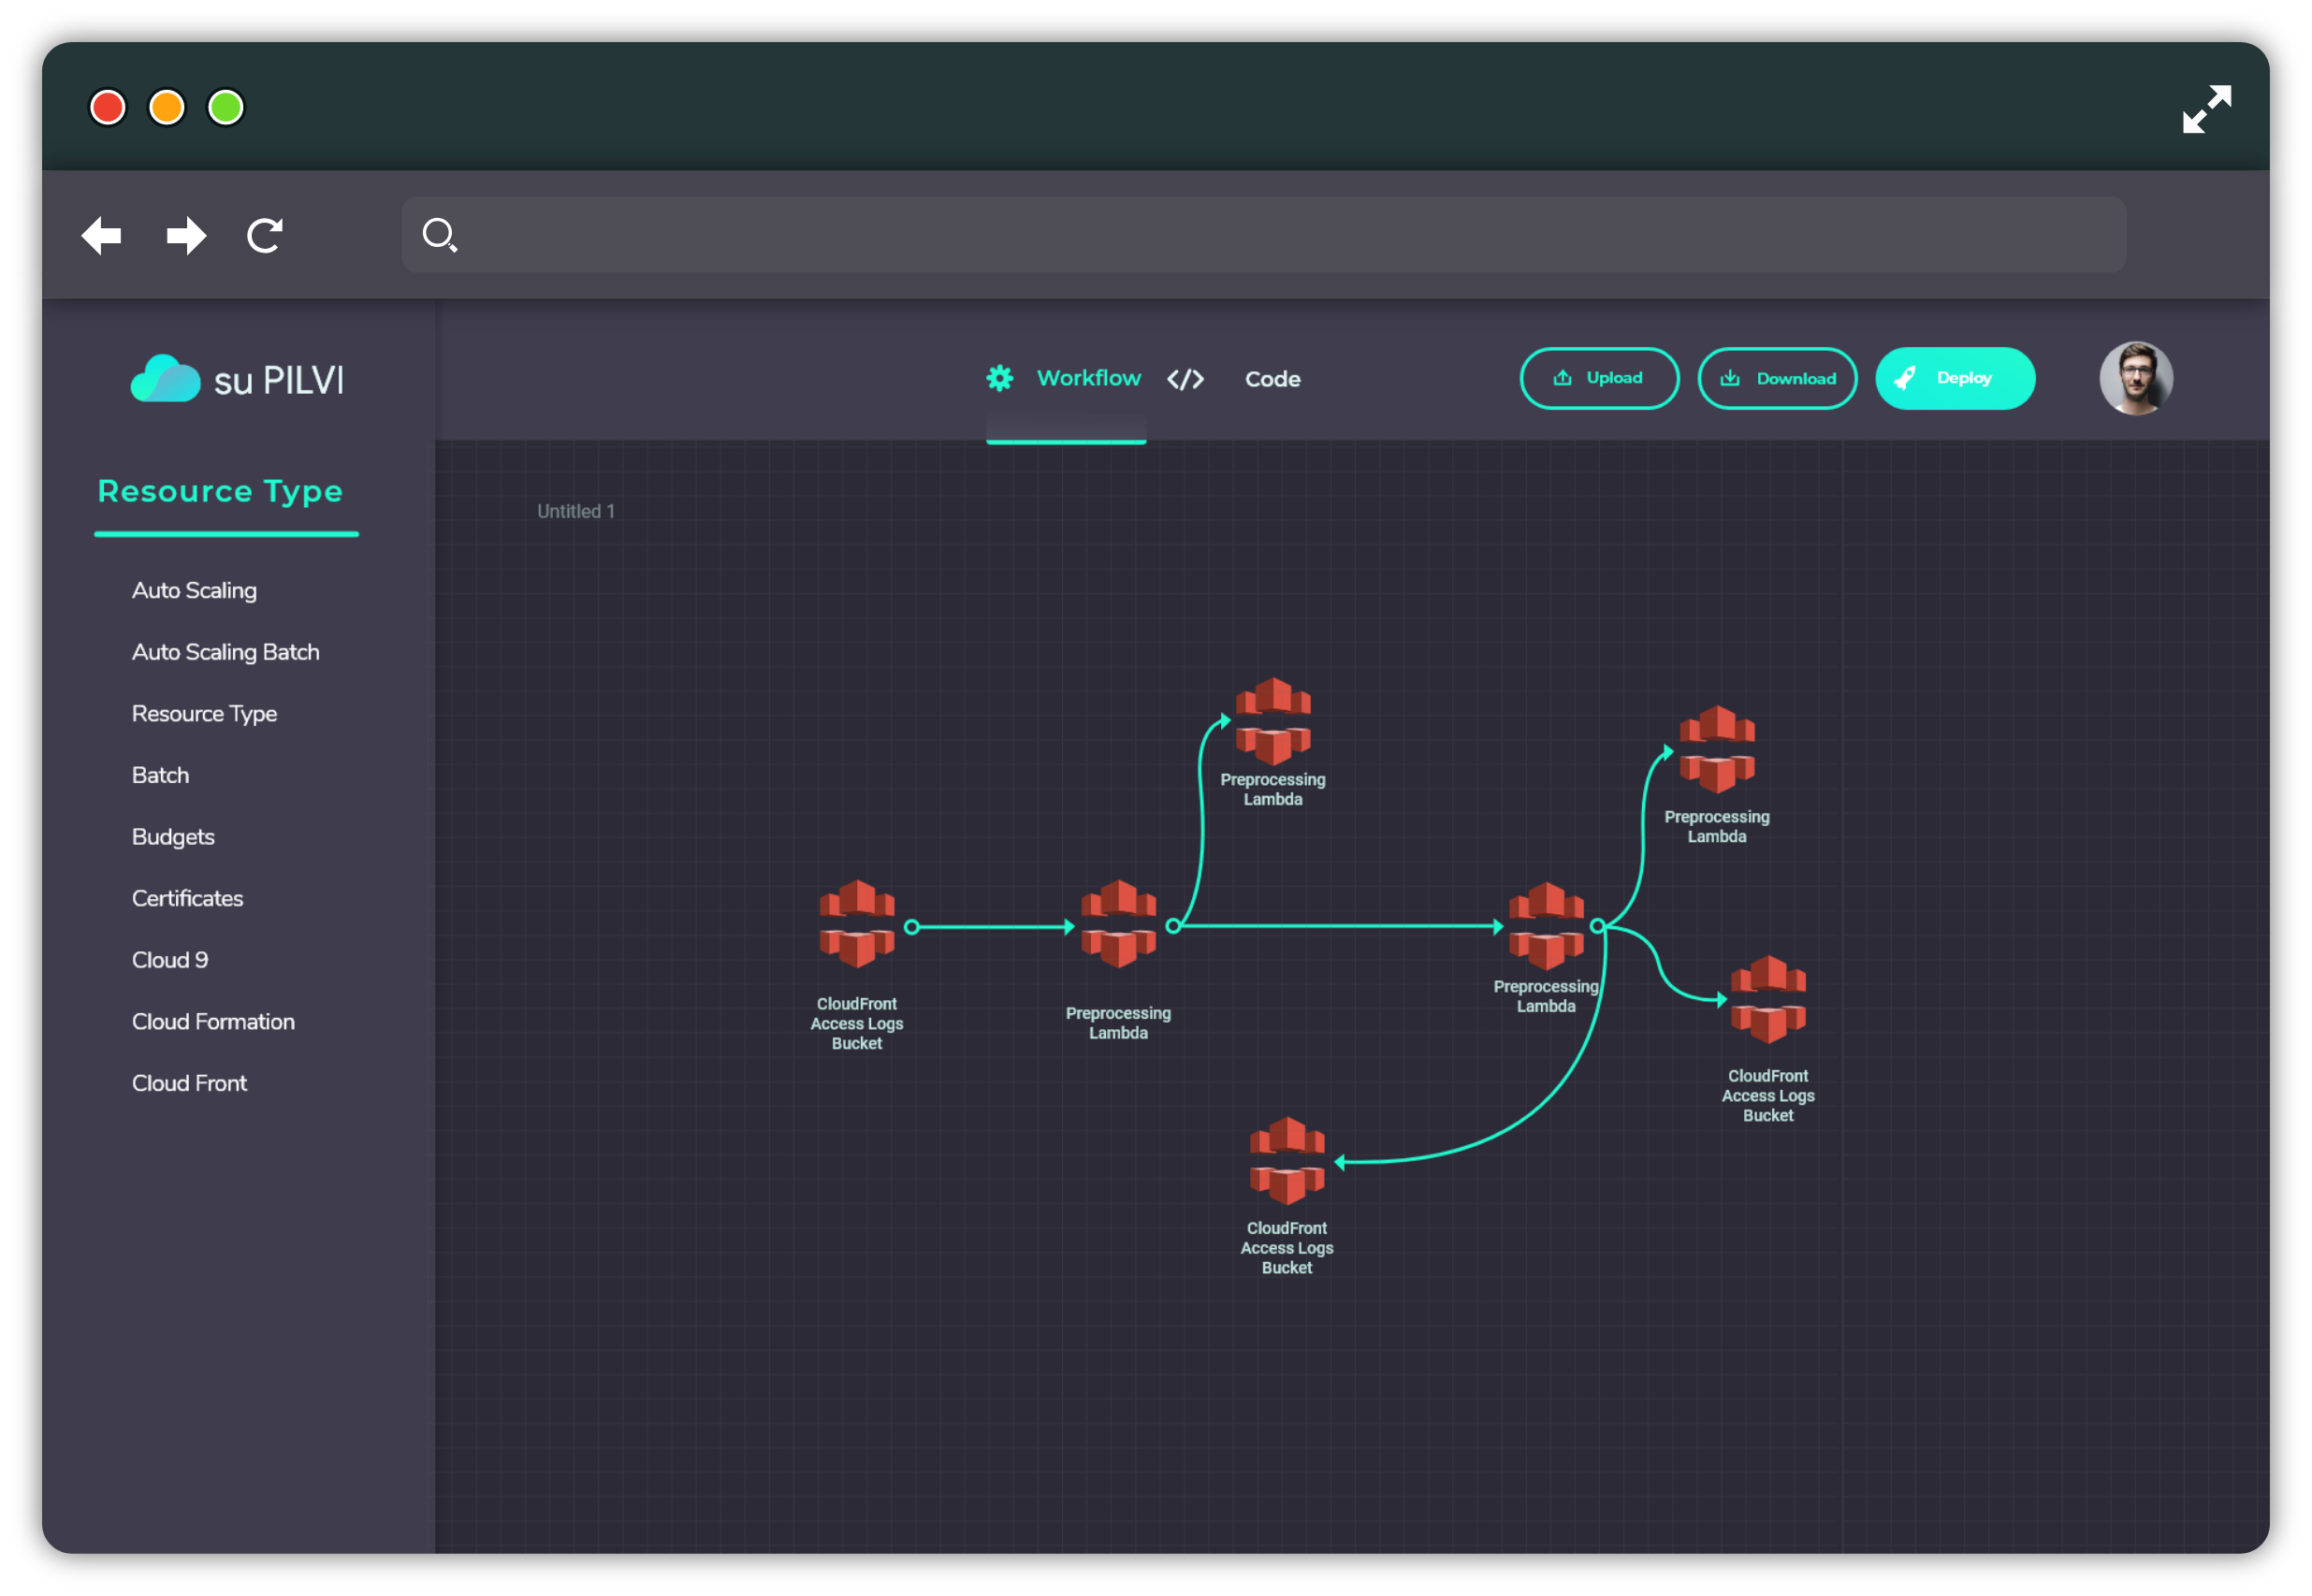 su PILVI
Workflow
</> Code
Upload
Download
Deploy
Resource Type
Auto Scaling
Auto Scaling Batch
Resource Type
Batch
Budgets
Certificates
Cloud 9
Cloud Formation
Cloud Front
Untitled 1
Preprocessing
Lambda
Preprocessing
Lambda
CloudFront
Access Logs
Bucket
Preprocessing
Lambda
Preprocessing
Lambda
CloudFront
Access Logs
Bucket
CloudFront
Access Logs
Bucket